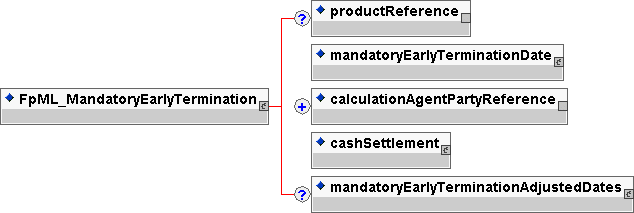 productReference
mandatoryEarlyTerminationDate
FpML_MandatoryEarlyTermination
calculationAgentPartyReference
cashSettlement
mandatoryEarlyTerminationAdjustedDates